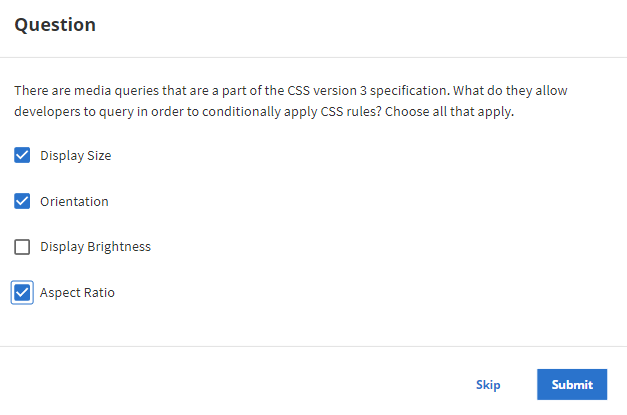 Question
There are media queries that are a part of the CSS version 3 specification. What do they allow
developers to query in order to conditionally apply CSS rules? Choose all that apply.
Display Size
Orientation
Display Brightness
Aspect Ratio
Skip
Submit